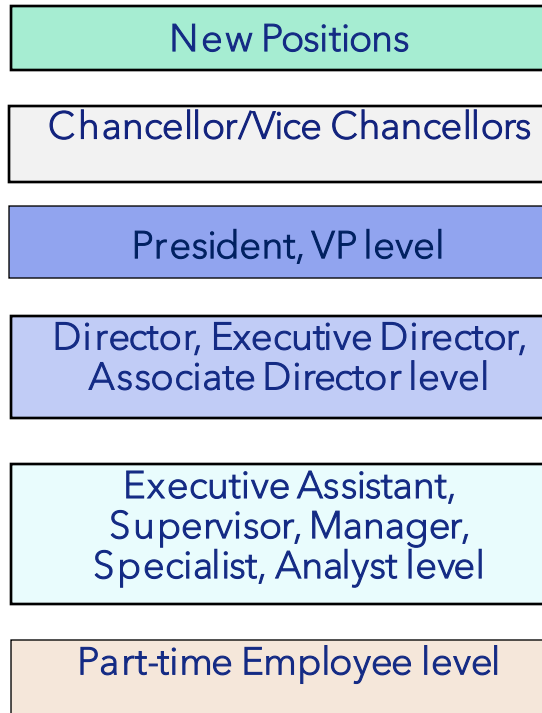 New Positions
Chancellor/Vice Chancellors
President, VP level
Director, Executive Director,
Associate Director level
Executive Assistant,
Supervisor, Manager,
Specialist, Analyst level
Part-time Employee level